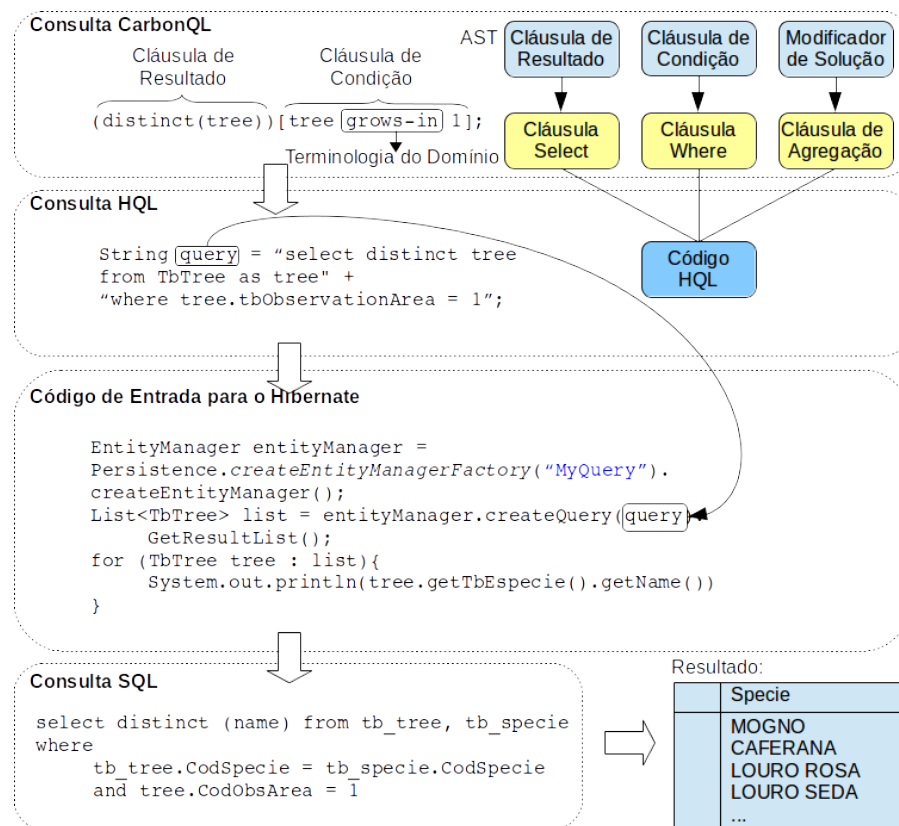 Consulta CarbonQL
Cláusula de
Resultado
Cláusula de
Condição
(distinct(tree))[tree grows-in 1];
Terminologia do Domínio
AST
Cláusula de
Resultado
Cláusula de
Condição
Modificador
de Solução
Cláusula
Select
Cláusula
Where
Cláusula de
Agregação
Código
HQL
Consulta HQL
String query = “select distinct tree
from TbTree as tree" +
“where tree.tbObservationArea = 1”;
Código de Entrada para o Hibernate
EntityManager entityManager =
Persistence.createEntityManagerFactory(“MyQuery”).
createEntityManager();
List<TbTree> list = entityManager.createQuery(query)
GetResultList();
for (TbTree tree : list){
System.out.println(tree.getTbEspecie().getName())
}
Consulta SQL
select distinct (name) from tb_tree, tb_specie
where
tb_tree.CodSpecie = tb_specie.CodSpecie
and tree.CodObsArea = 1
Resultado:
Specie
MOGNO
CAFERANA
LOURO ROSA
LOURO SEDA
...